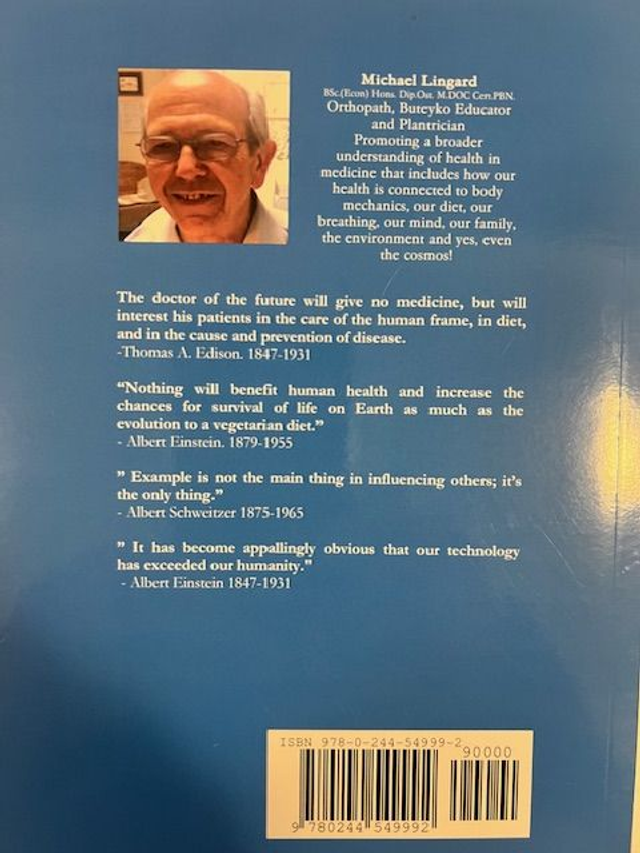 Michael Lingard
BSc.(Econ) Hons. Dip.Ost. M.DOC Cert.PBN.
Orthopath, Buteyko Educator
and Plantrician
Promoting a broader
understanding of health in
medicine that includes how our
health is connected to body
mechanics, our diet, our
breathing, our mind, our family,
the environment and yes, even
the cosmos!
The doctor of the future will give no medicine, but will
interest his patients in the care of the human frame, in diet,
and in the cause and prevention of disease.
-Thomas A. Edison. 1847-1931
“Nothing will benefit human health and increase the
chances for survival of life on Earth as much as the
evolution to a vegetarian diet.”
- Albert Einstein. 1879-1955
” Example is not the main thing in influencing others; it's
the only thing.”
- Albert Schweitzer 1875-1965
” It has become appallingly obvious that our technology
has exceeded our humanity.”
- Albert Einstein 1847-1931
ISBN 978-0-244-54999-2
90000
9 780244 549992